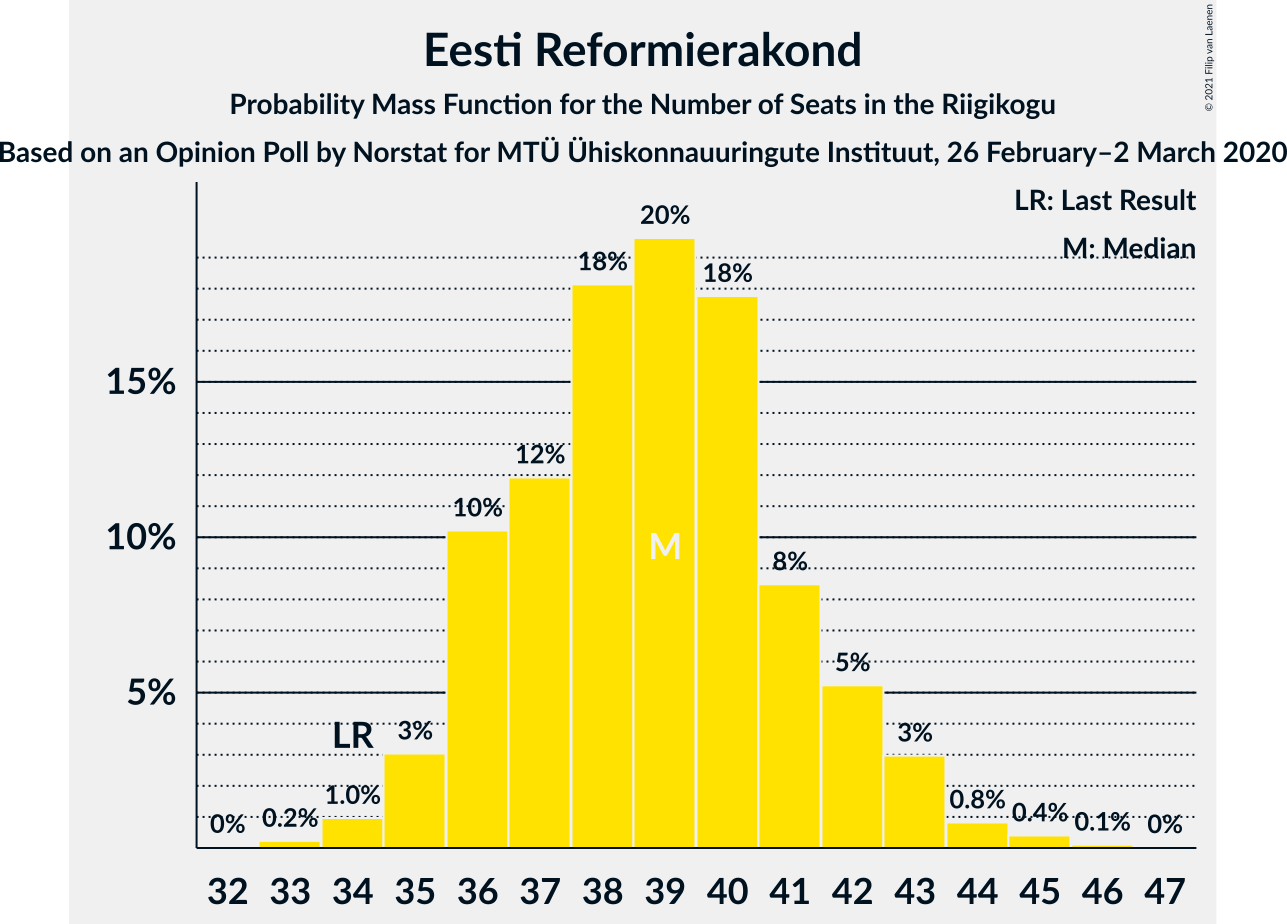 Eesti Reformierakond
Probability Mass Function for the Number of Seats in the Riigikogu
Based on an Opinion Poll by Norstat for MTÜ Ühiskonnauuringute Instituut, 26 February–2 March 2020
© 2021 Filip van Laenen
LR: Last Result
M: Median
20%
18%
18%
15%
12%
10%
10%
M
8%
5%
5%
LR
3%
3%
1.0%
0.8%
0%
0.2%
0.4%
0.1%
0%
32 33 34 35 36 37 38 39 40 41 42 43 44 45 46 47